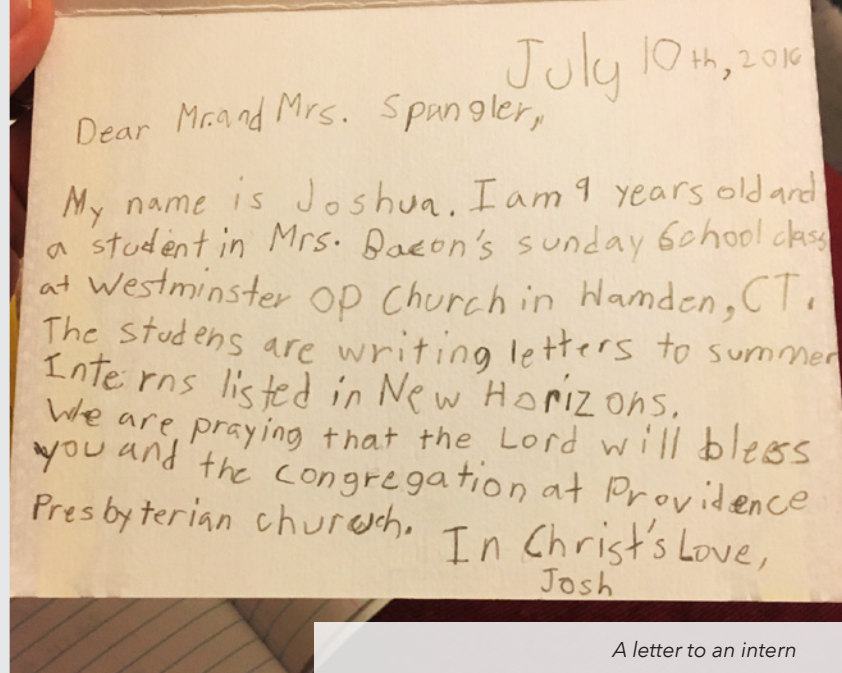 July 10th, 2016
Dear Mr. and Mrs. Spangler,
My name is Joshua. I am 9 years old and
a student in Mrs. Bacon's sunday School class
at Westminster OP Church in Hamden, CT.
The studens are writing letters to summer
Interns listed in New Horizons.
We are praying that the Lord will bless
you and the congregation at Providence
Presbyterian church.
In Christ's Love,
Josh
A letter to an intern